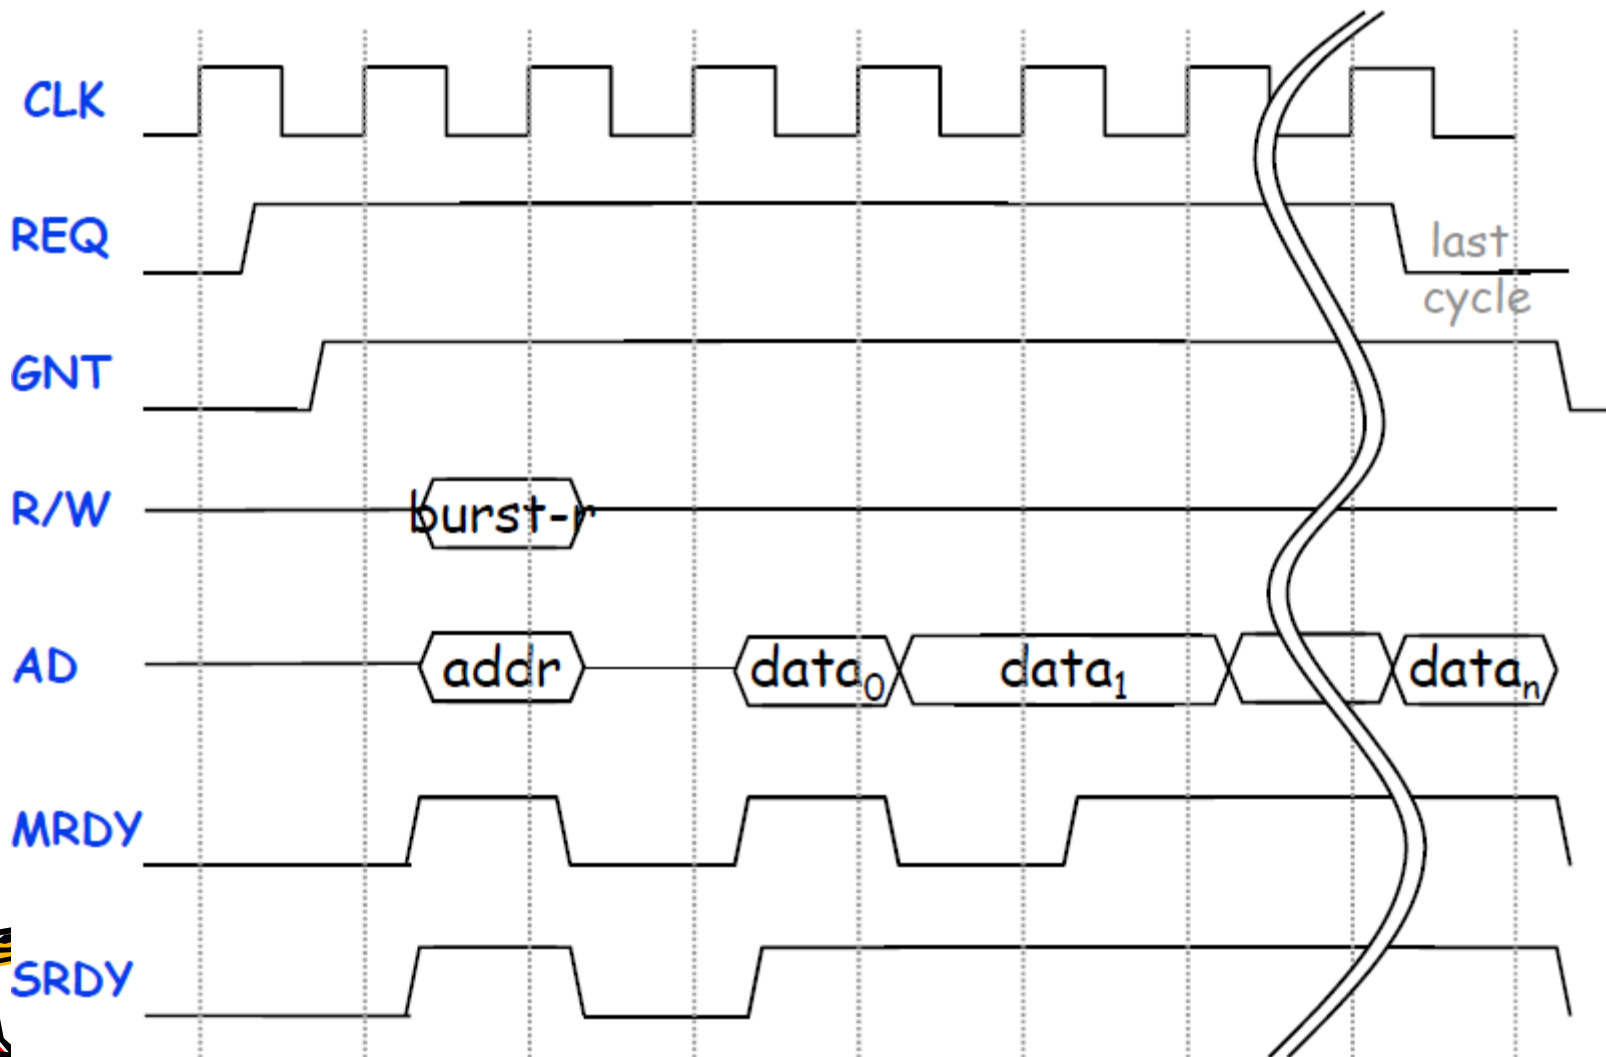 CLK
REQ
last
cycle
GNT
R/W
burst-r
AD
addr
data0
data1
datan
MRDY
SRDY